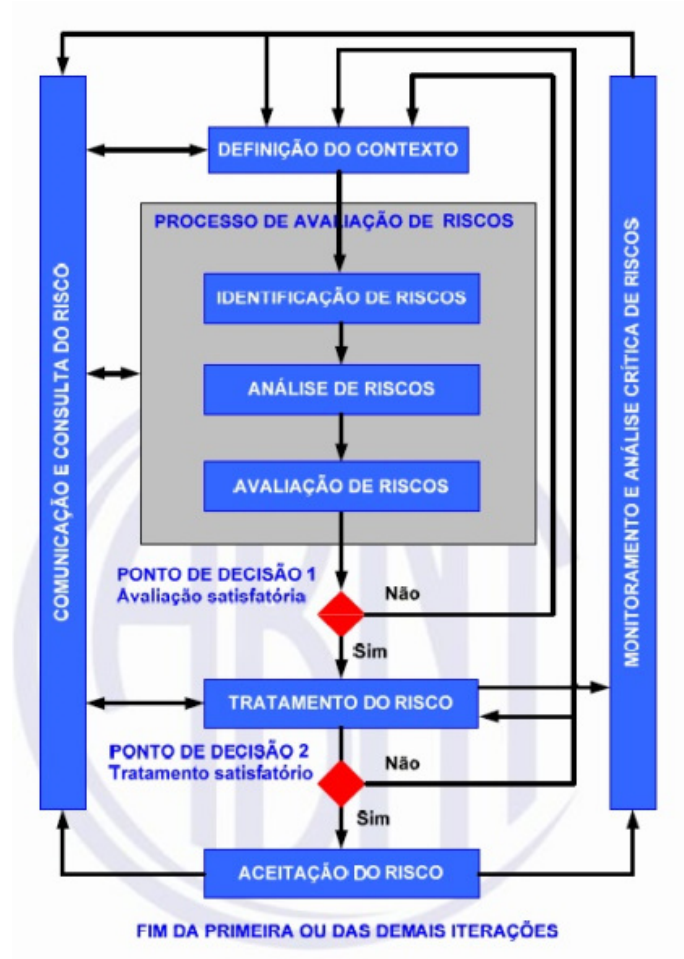 DEFINIÇÃO DO CONTEXTO
PROCESSO DE AVALIAÇÃO DE RISCOS
IDENTIFICAÇÃO DE RISCOS
ANÁLISE DE RISCOS
AVALIAÇÃO DE RISCOS
COMUNICAÇÃO E CONSULTA DO RISCO
MONITORAMENTO E ANÁLISE CRÍTICA DE RISCOS
PONTO DE DECISÃO 1
Avaliação satisfatória
Não
Sim
TRATAMENTO DO RISCO
PONTO DE DECISÃO 2
Tratamento satisfatório
Não
Sim
ACEITAÇÃO DO RISCO
FIM DA PRIMEIRA OU DAS DEMAIS ITERAÇÕES
ABNT